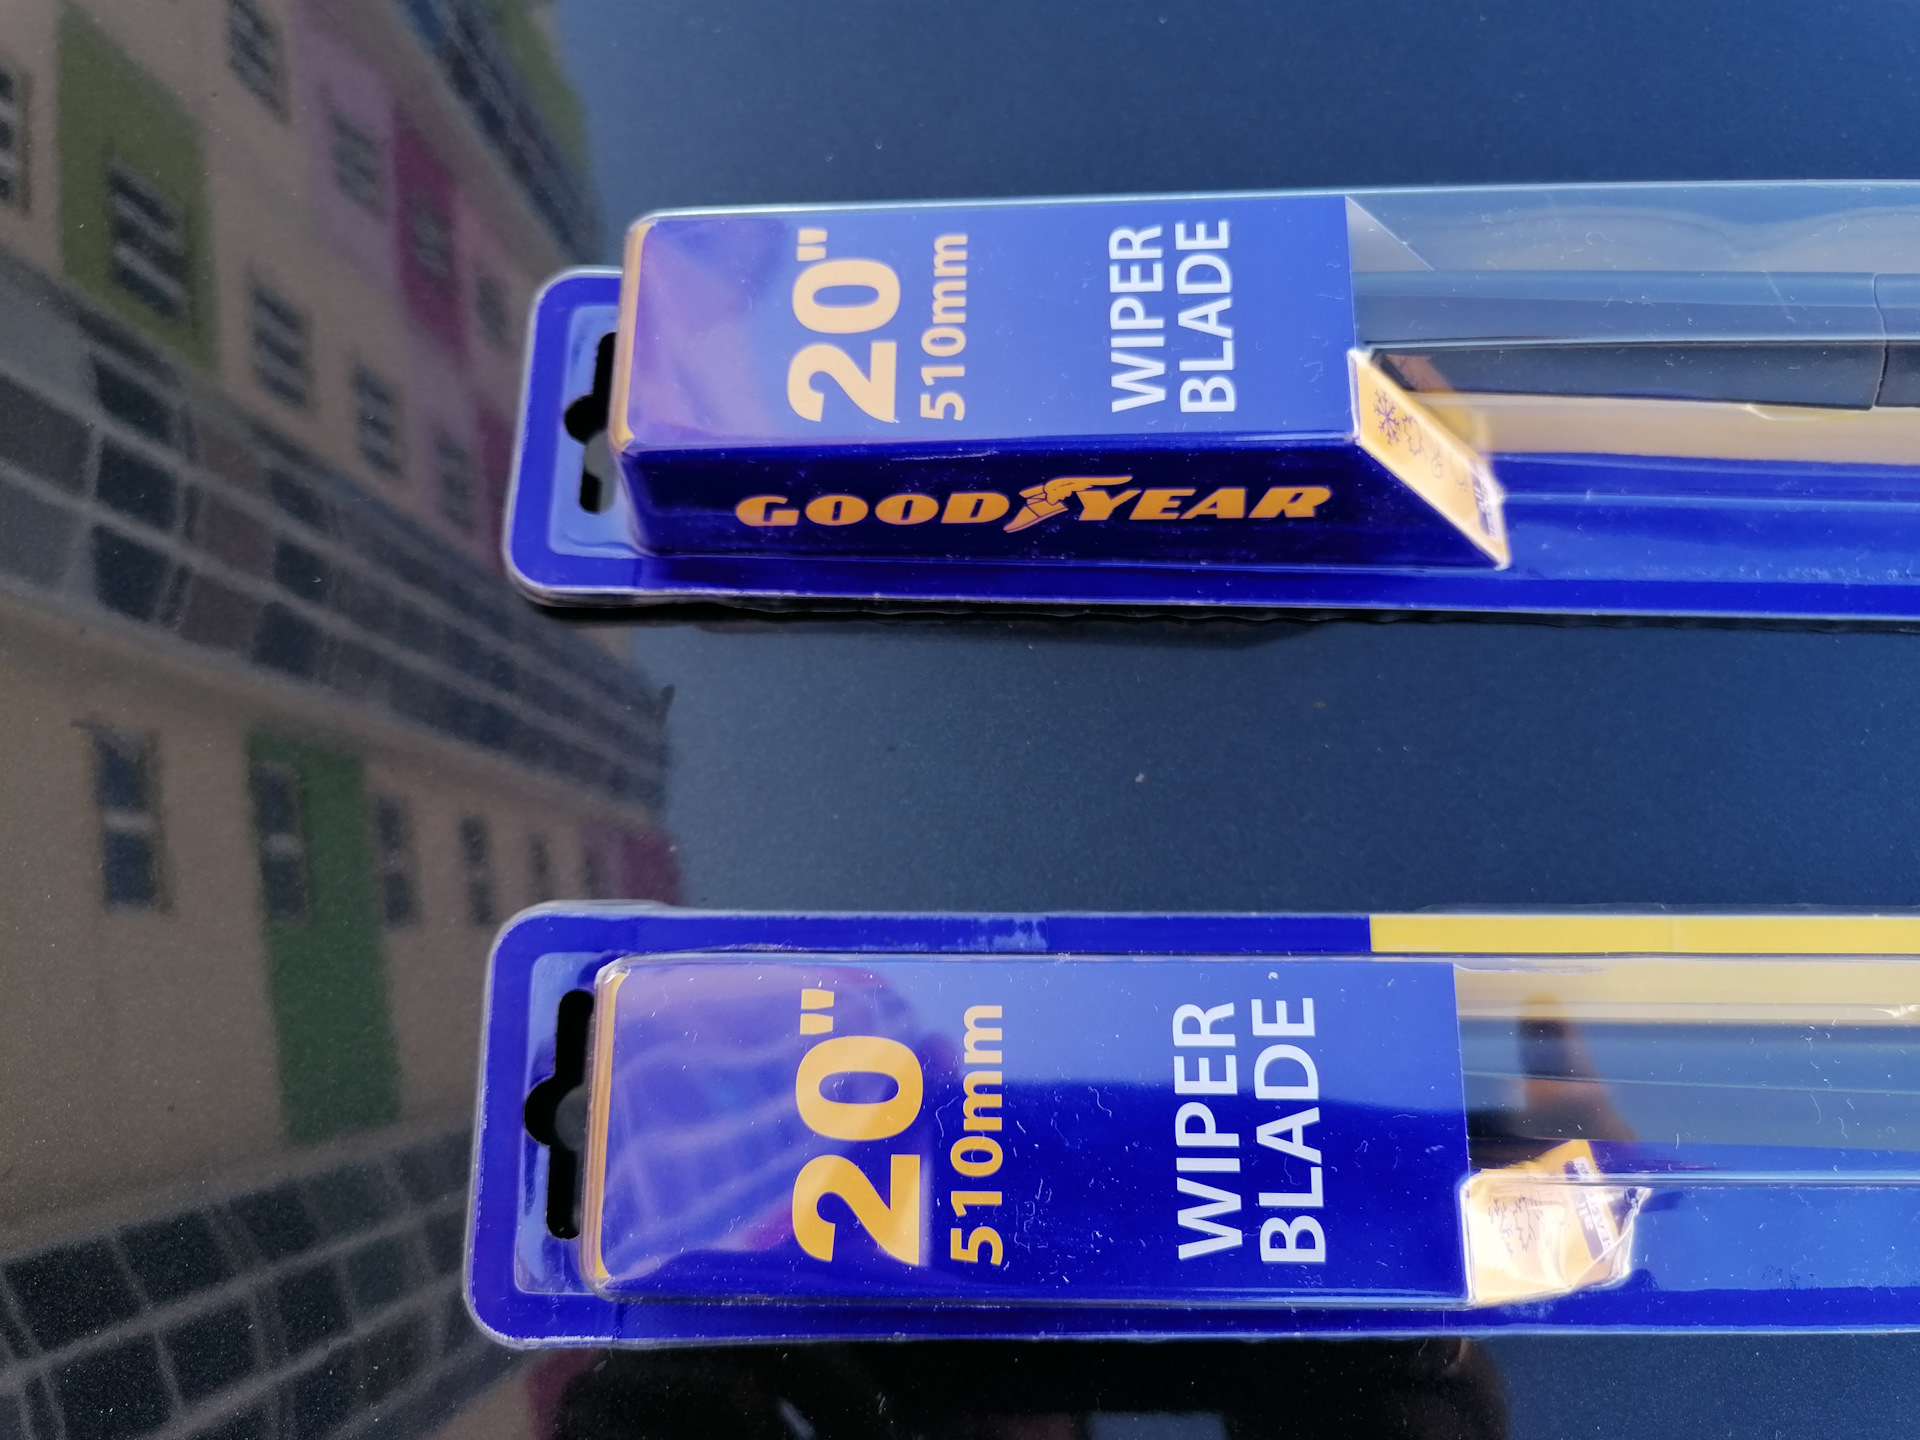 20"
510mm
WIPER
BLADE
GOODYEAR
20"
510mm
WIPER
BLADE